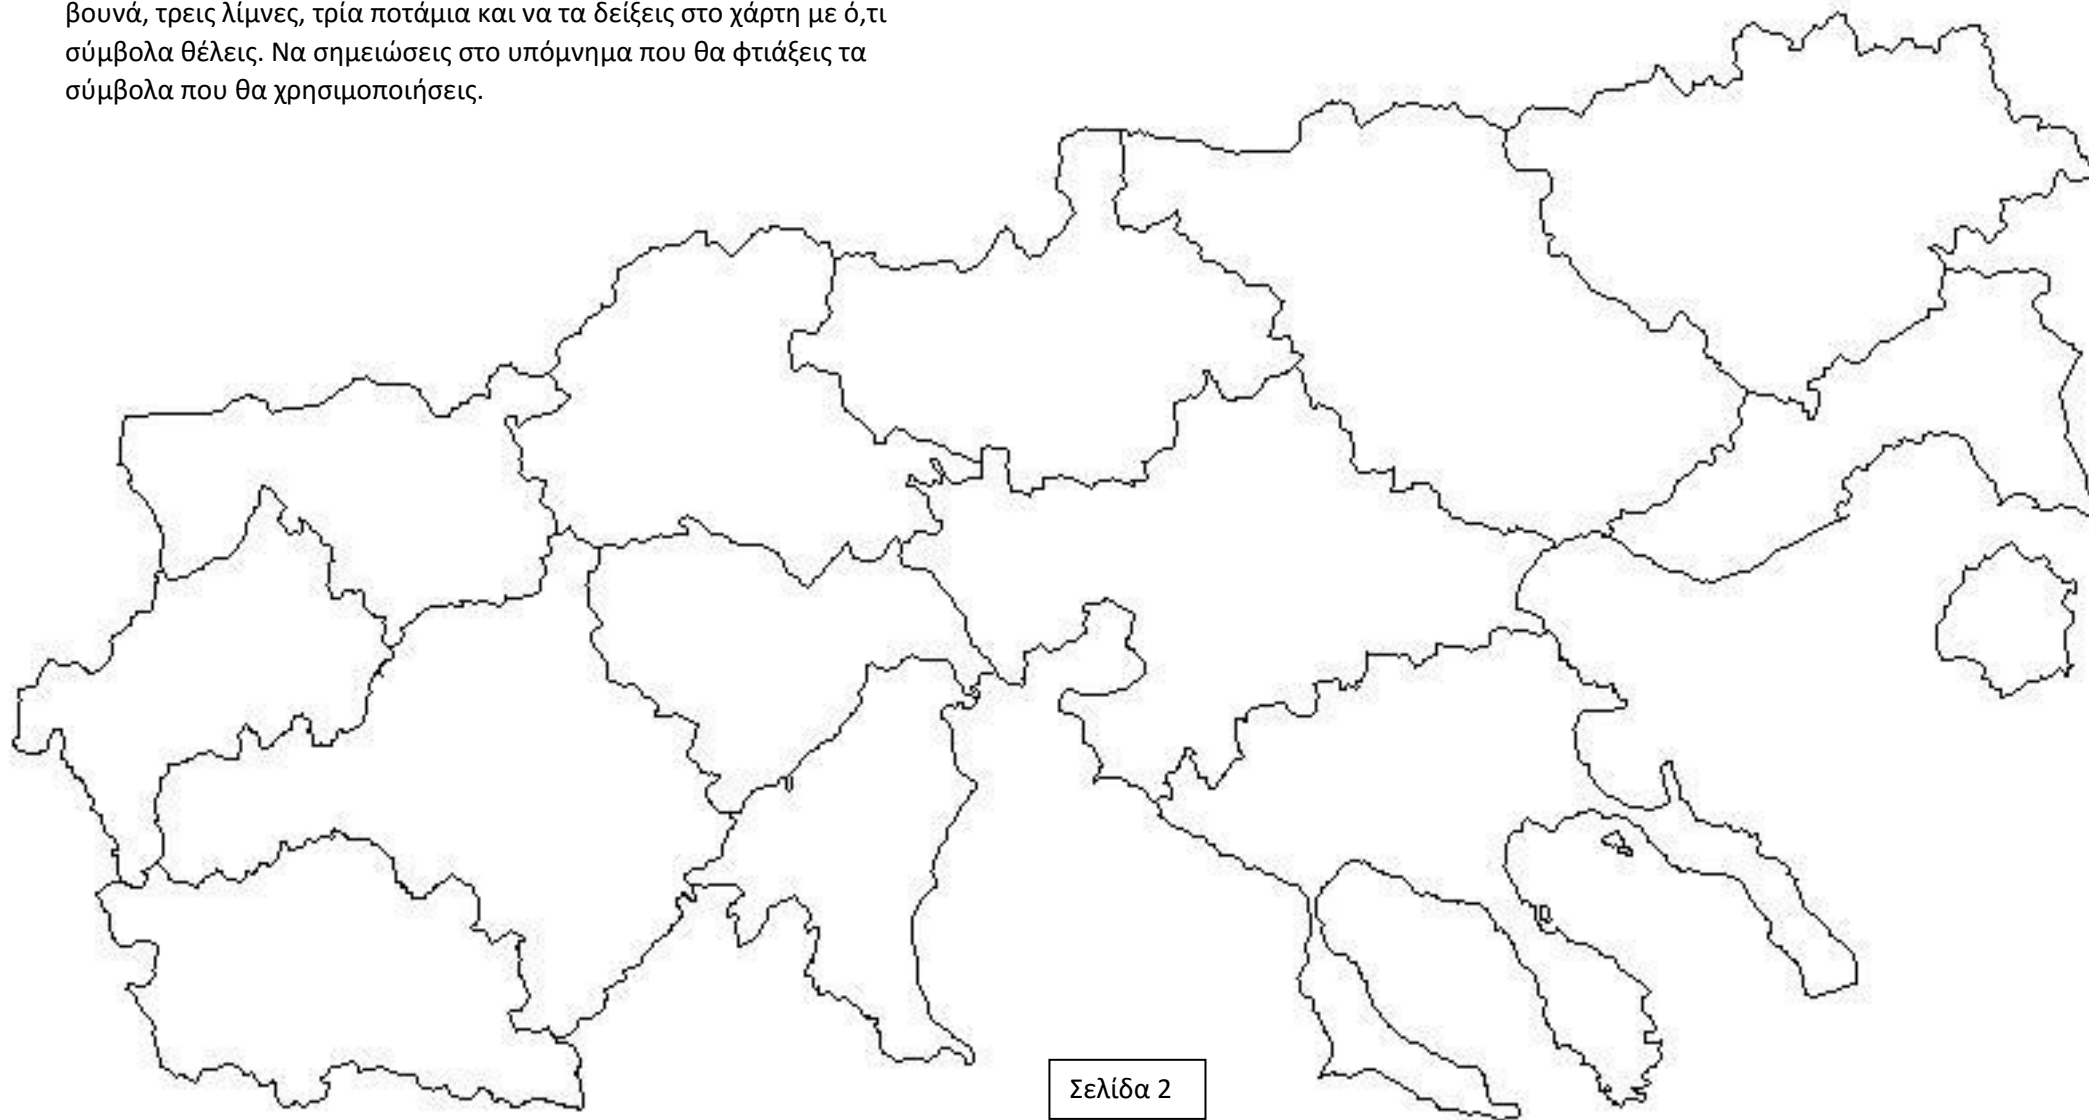 βουνά, τρεις λίμνες, τρία ποτάμια και να τα δείξεις στο χάρτη με ό,τι
σύμβολα θέλεις. Να σημειώσεις στο υπόμνημα που θα φτιάξεις τα
σύμβολα που θα χρησιμοποιήσεις.
Σελίδα 2